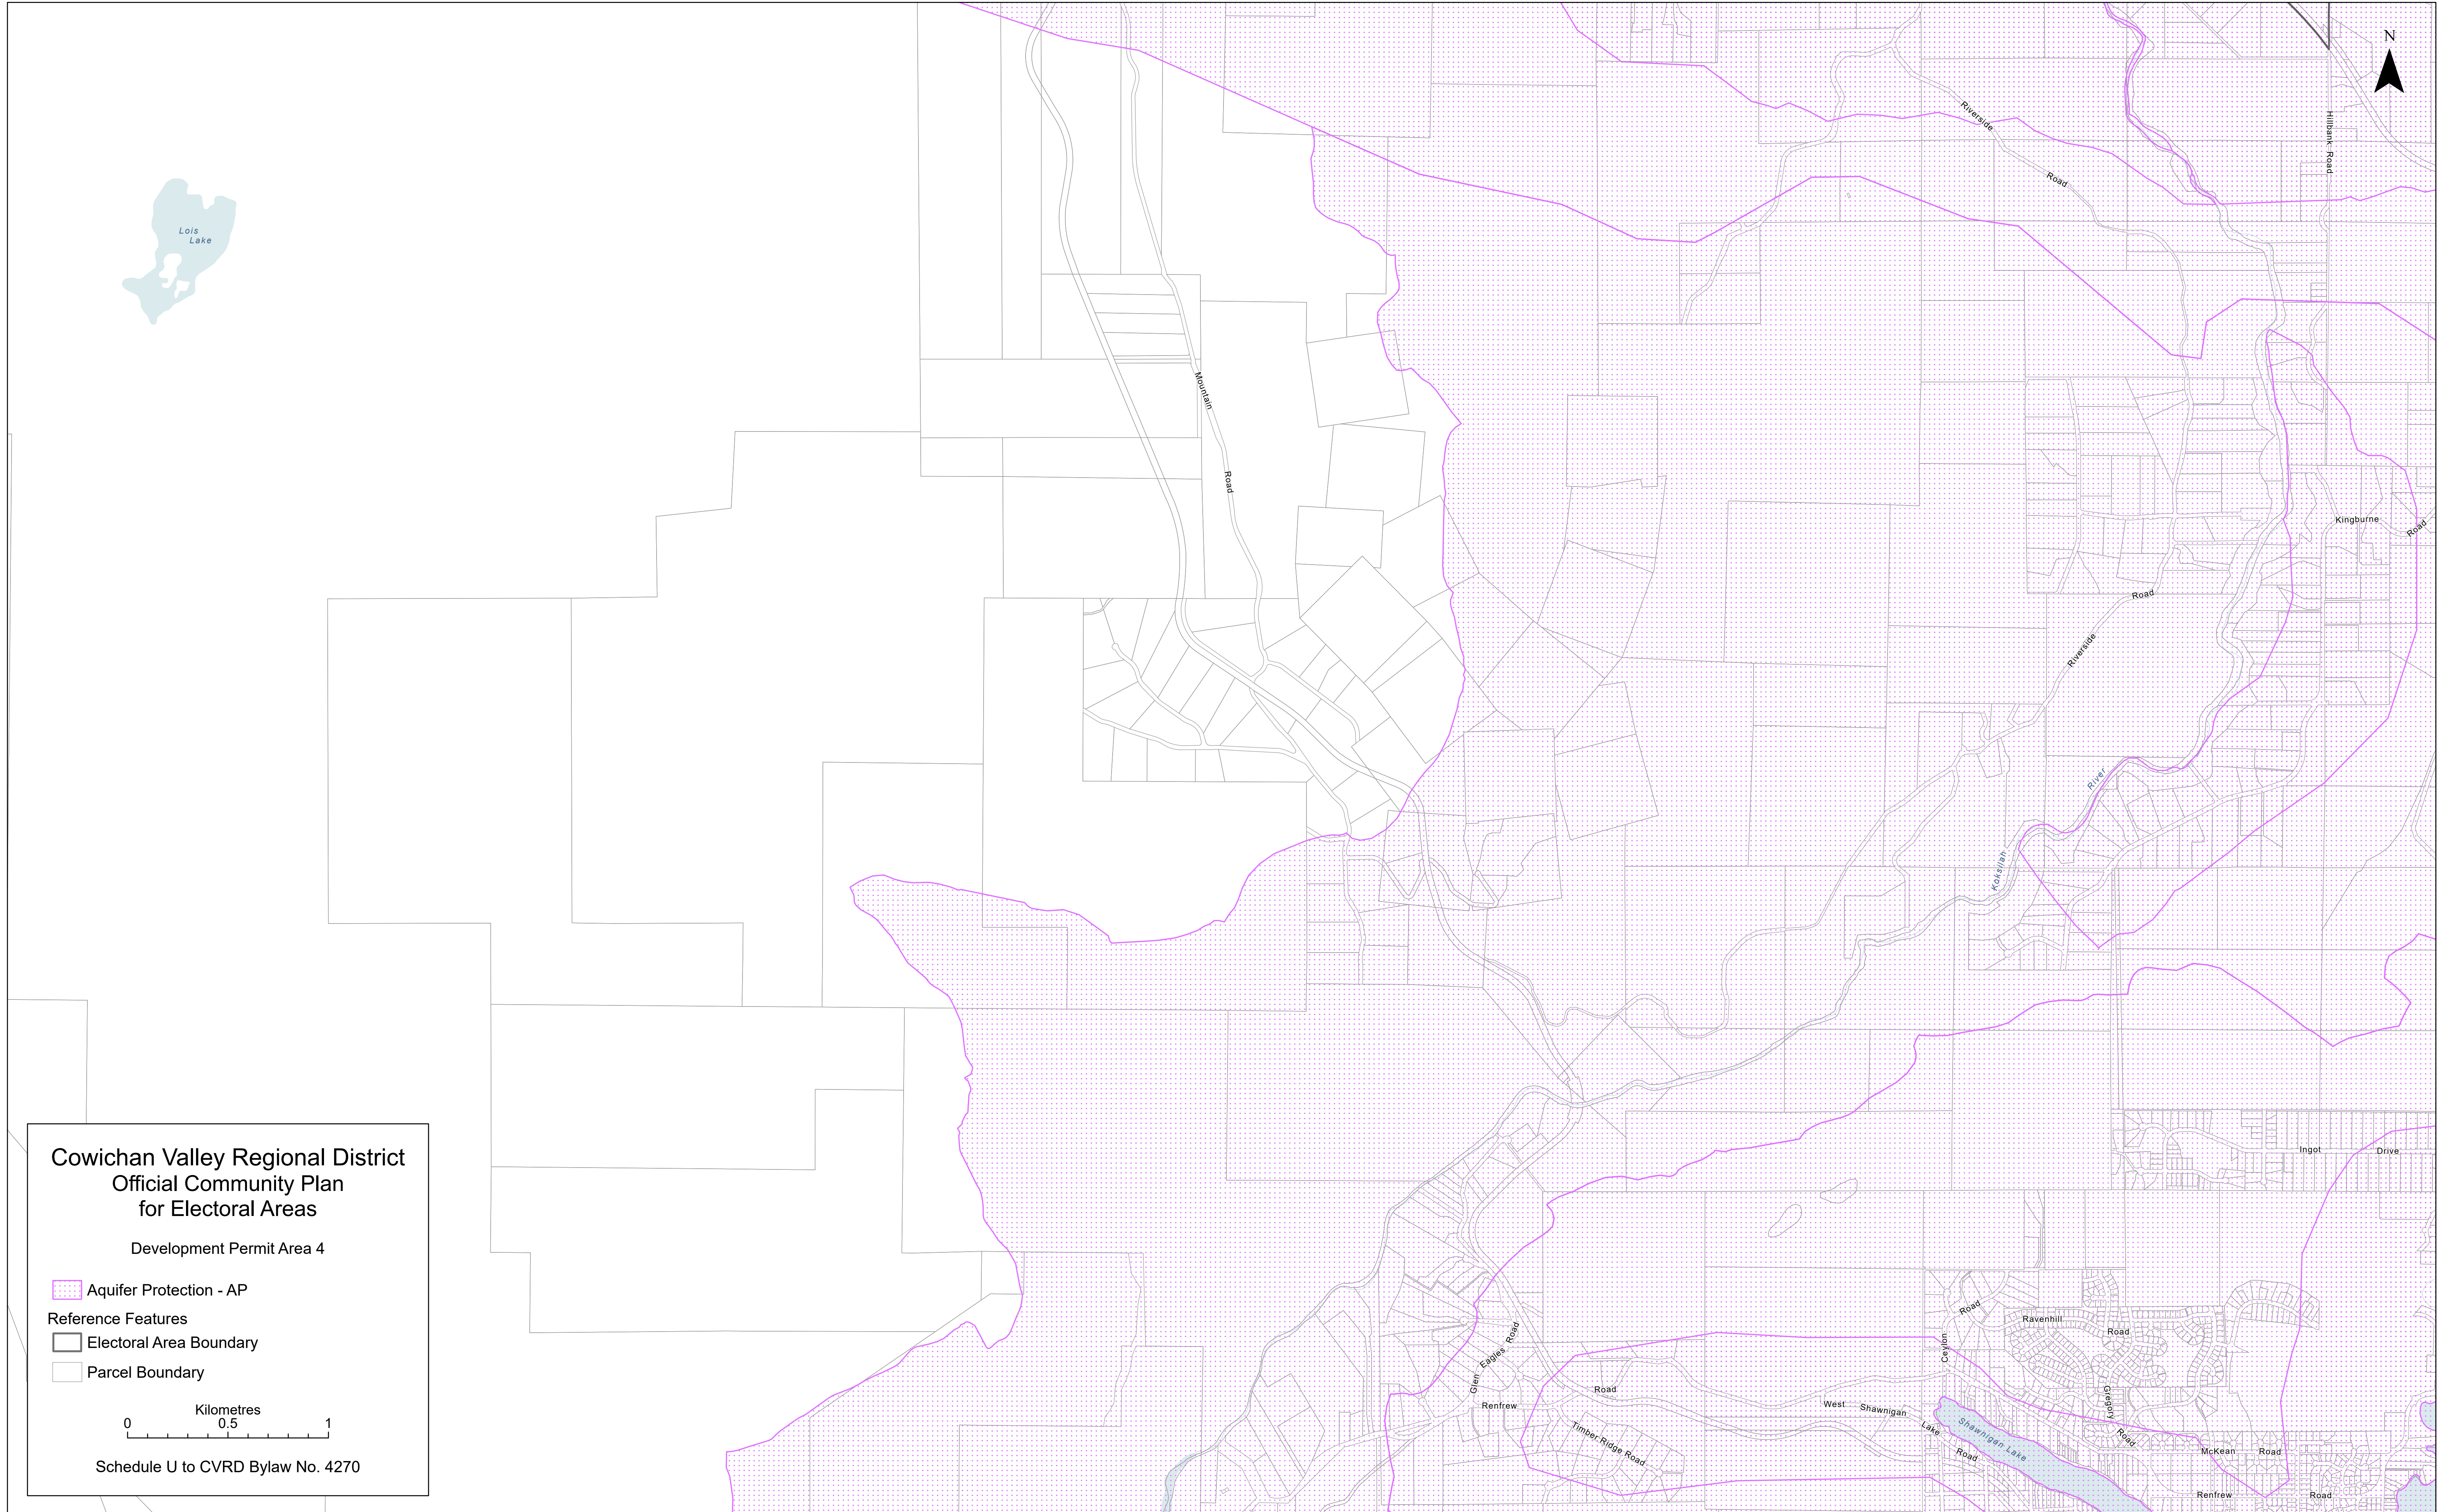 N
Riverside
Road
Hillbank Road
Lois
Lake
Mountain
Road
Kingburne
Road
Road
Riverside
River
Koksilah
Ingot Drive
Road
Ravenhill
Road
Ceylon
Eagles Road
Glen
Road
Renfrew
West Shawnigan
Lake
Road
Gregory
Road
Shawnigan Lake
Timber Ridge Road
McKean Road
Renfrew Road
Cowichan Valley Regional District
Official Community Plan
for Electoral Areas
Development Permit Area 4
Aquifer Protection - AP
Reference Features
Electoral Area Boundary
Parcel Boundary
Kilometres
0 0.5 1
Schedule U to CVRD Bylaw No. 4270